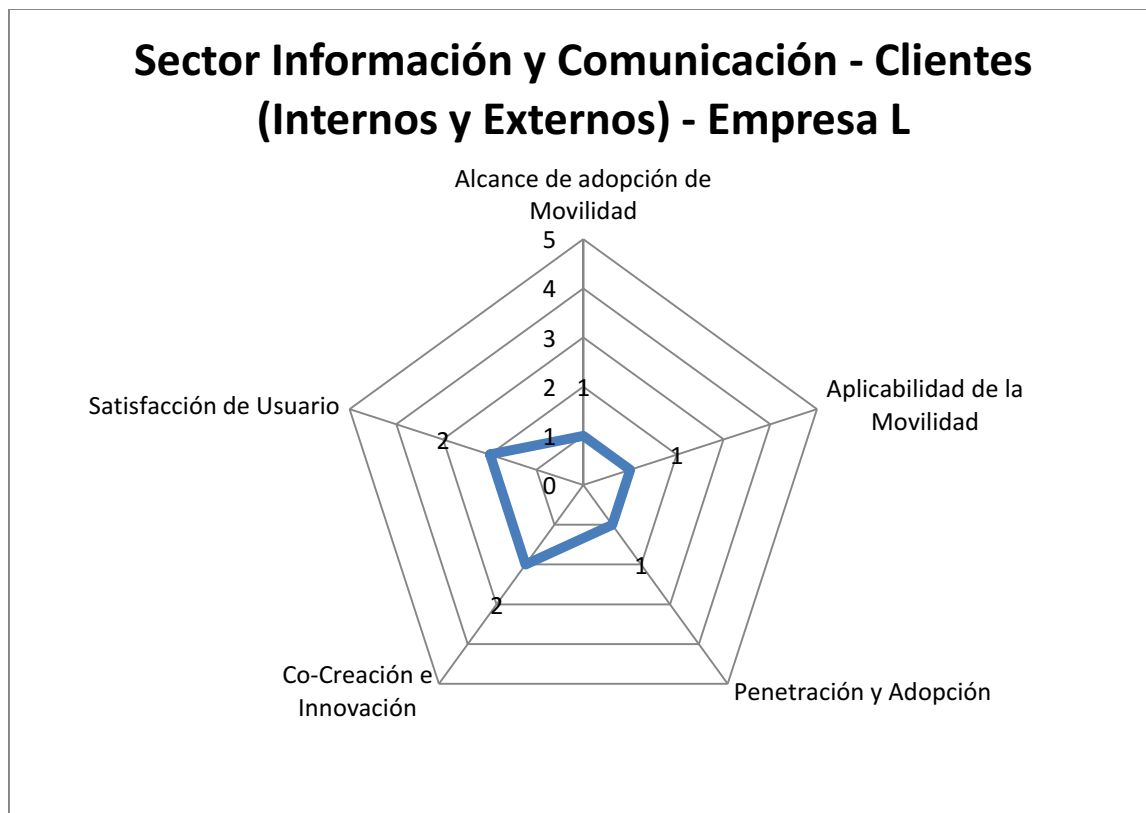 Sector Información y Comunicación - Clientes
(Internos y Externos) - Empresa L
Alcance de adopción de
Movilidad
5
4
3
2
1
1
0
Aplicabilidad de la
Movilidad
1
Penetración y Adopción
1
Co-Creación e
Innovación
2
Satisfacción de Usuario
2